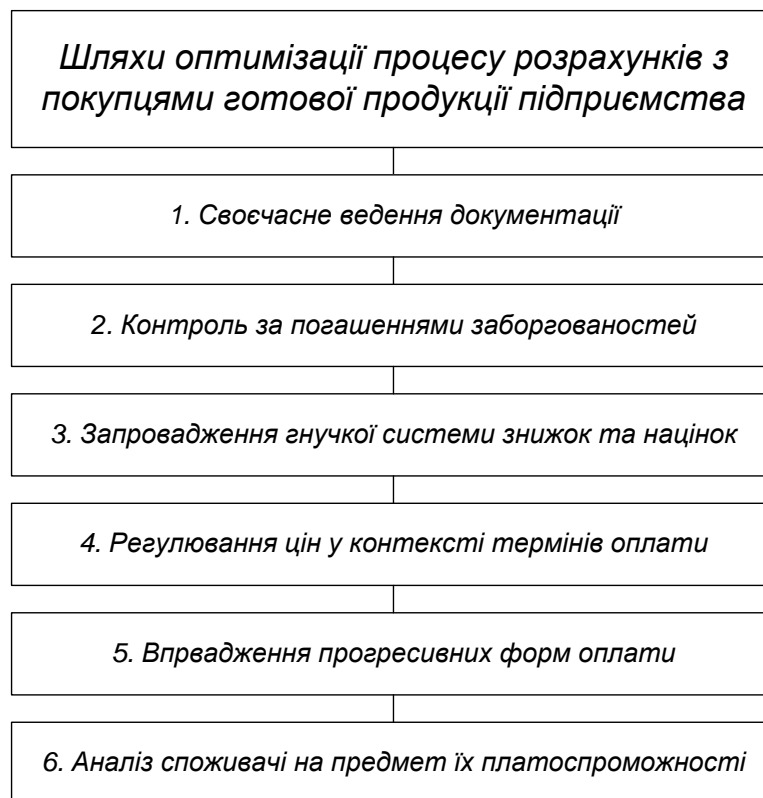 Шляхи оптимізації процесу розрахунків з
покупцями готової продукції підприємства
1. Своєчасне ведення документації
2. Контроль за погашеннями заборгованостей
3. Запровадження гнучкої системи знижок та націнок
4. Регулювання цін у контексті термінів оплати
5. Впрвадження прогресивних форм оплати
6. Аналіз споживачі на предмет їх платоспроможності